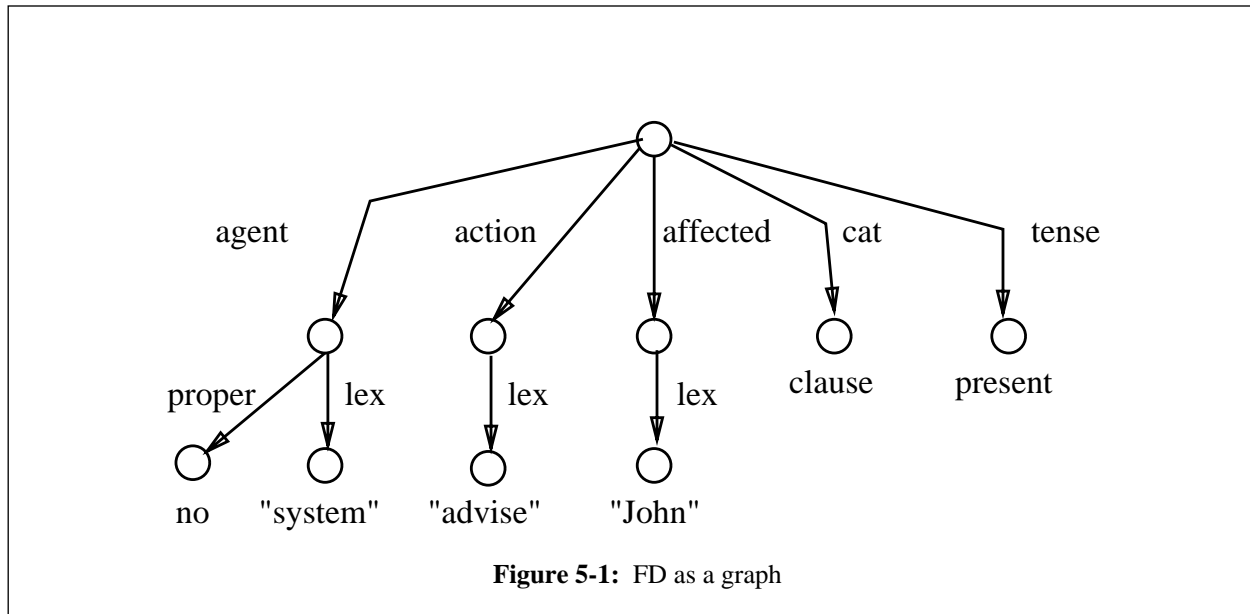 agent action affected cat tense
proper lex lex lex clause present
no "system" "advise" "John"
Figure 5-1: FD as a graph